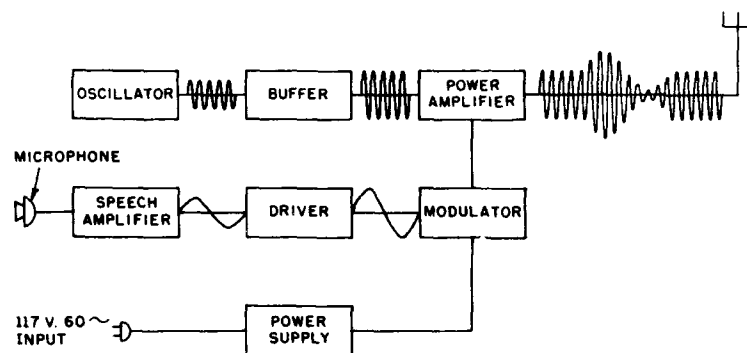 OSCILLATOR
BUFFER
POWER
AMPLIFIER
MICROPHONE
SPEECH
AMPLIFIER
DRIVER
MODULATOR
117 V. 60~
INPUT
POWER
SUPPLY